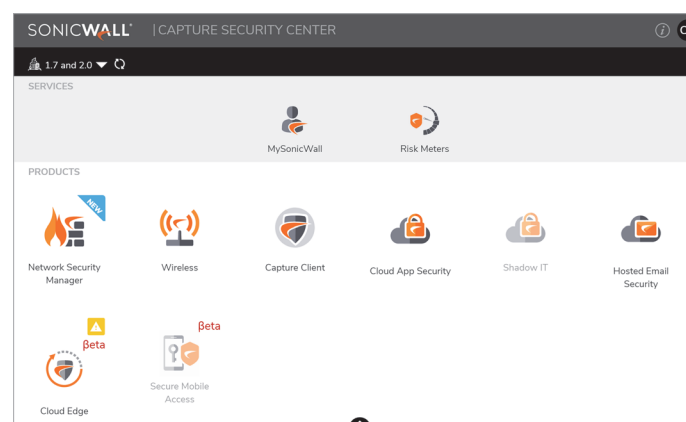 SONICWALL | CAPTURE SECURITY CENTER
1.7 and 2.0
SERVICES
MySonicWall Risk Meters
PRODUCTS
NEW
Network Security Wireless Capture Client Cloud App Security Shadow IT Hosted Email
Manager Security
βeta βeta
Secure Mobile
Access
Cloud Edge